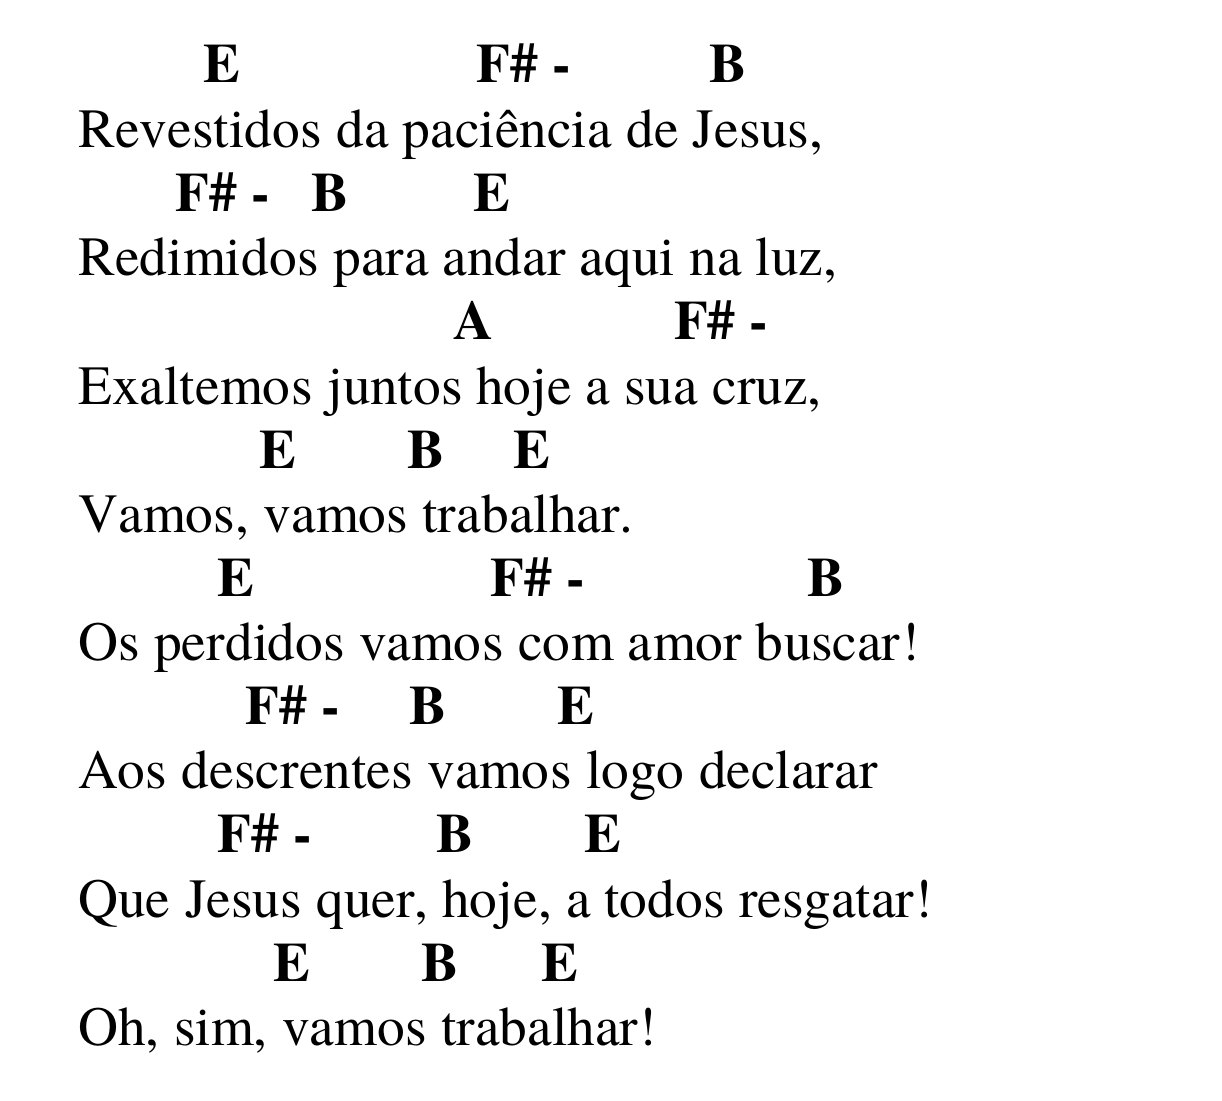 E F# - B
Revestidos da paciência de Jesus,
F# - B E
Redimidos para andar aqui na luz,
A F# -
Exaltemos juntos hoje a sua cruz,
E B E
Vamos, vamos trabalhar.
E F# - B
Os perdidos vamos com amor buscar!
F# - B E
Aos descrentes vamos logo declarar
F# - B E
Que Jesus quer, hoje, a todos resgatar!
E B E
Oh, sim, vamos trabalhar!